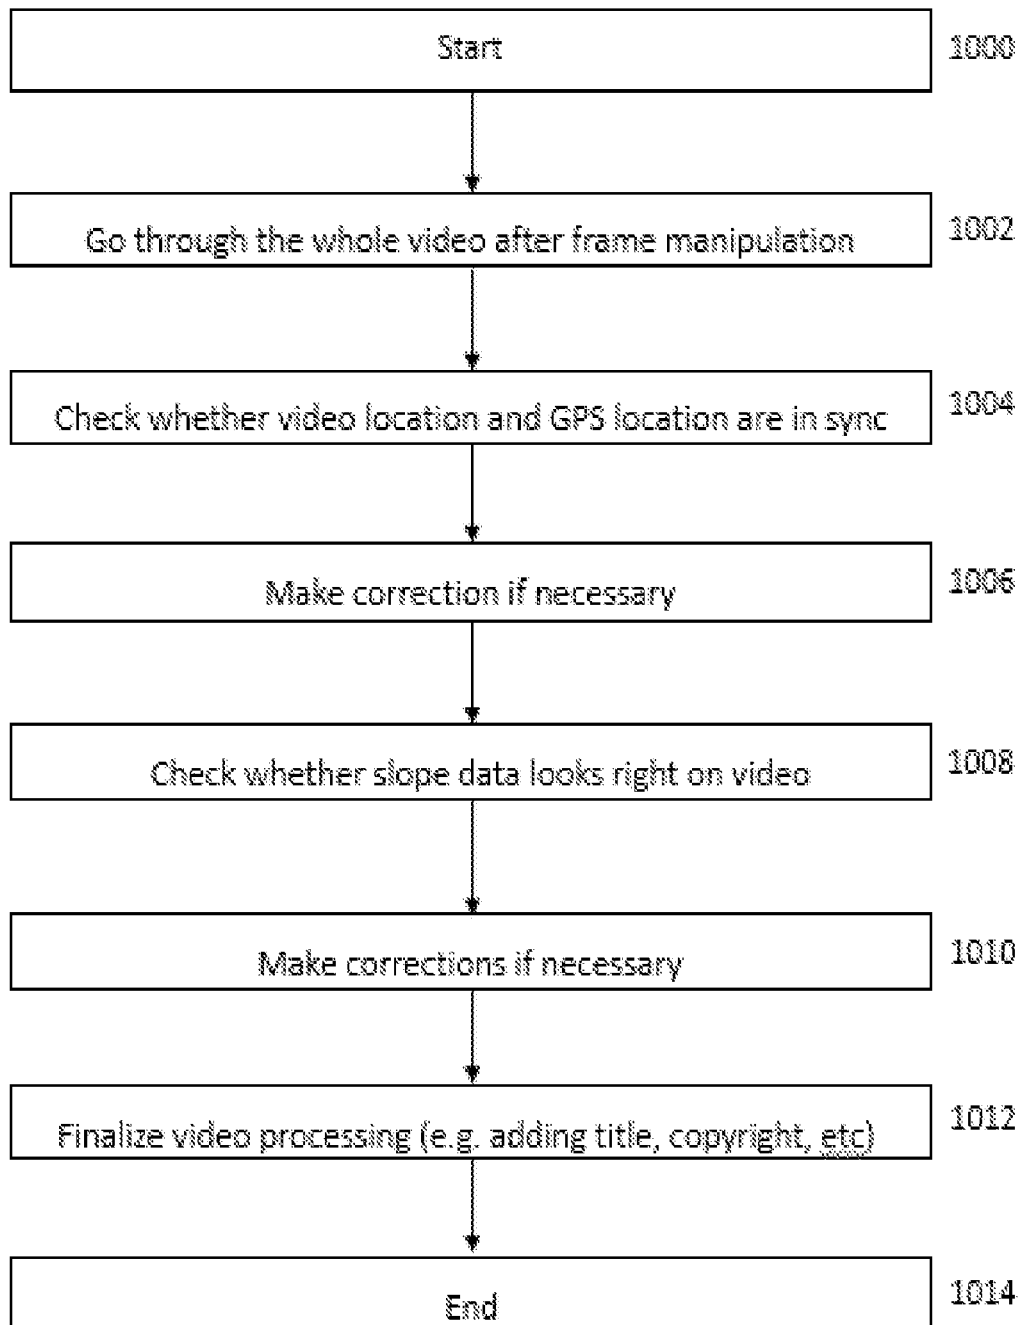 Start 1000
Go through the whole video after frame manipulation 1002
Check whether video location and GPS location are in sync 1004
Make correction if necessary 1006
Check whether slope data looks right on video 1008
Make corrections if necessary 1010
Finalize video processing (e.g. adding title, copyright, etc) 1012
End 1014